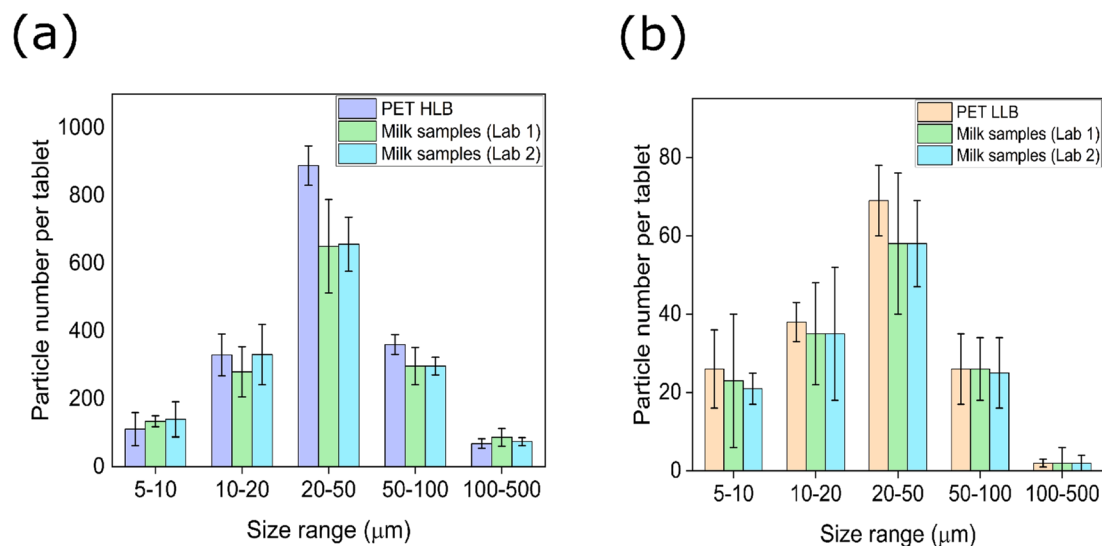 (a)
PET HLB
Milk samples (Lab 1)
Milk samples (Lab 2)
Particle number per tablet
1000
800
600
400
200
0
5-10 10-20 20-50 50-100 100-500
Size range (μm)
(b)
PET LLB
Milk samples (Lab 1)
Milk samples (Lab 2)
Particle number per tablet
80
60
40
20
0
5-10 10-20 20-50 50-100 100-500
Size range (μm)